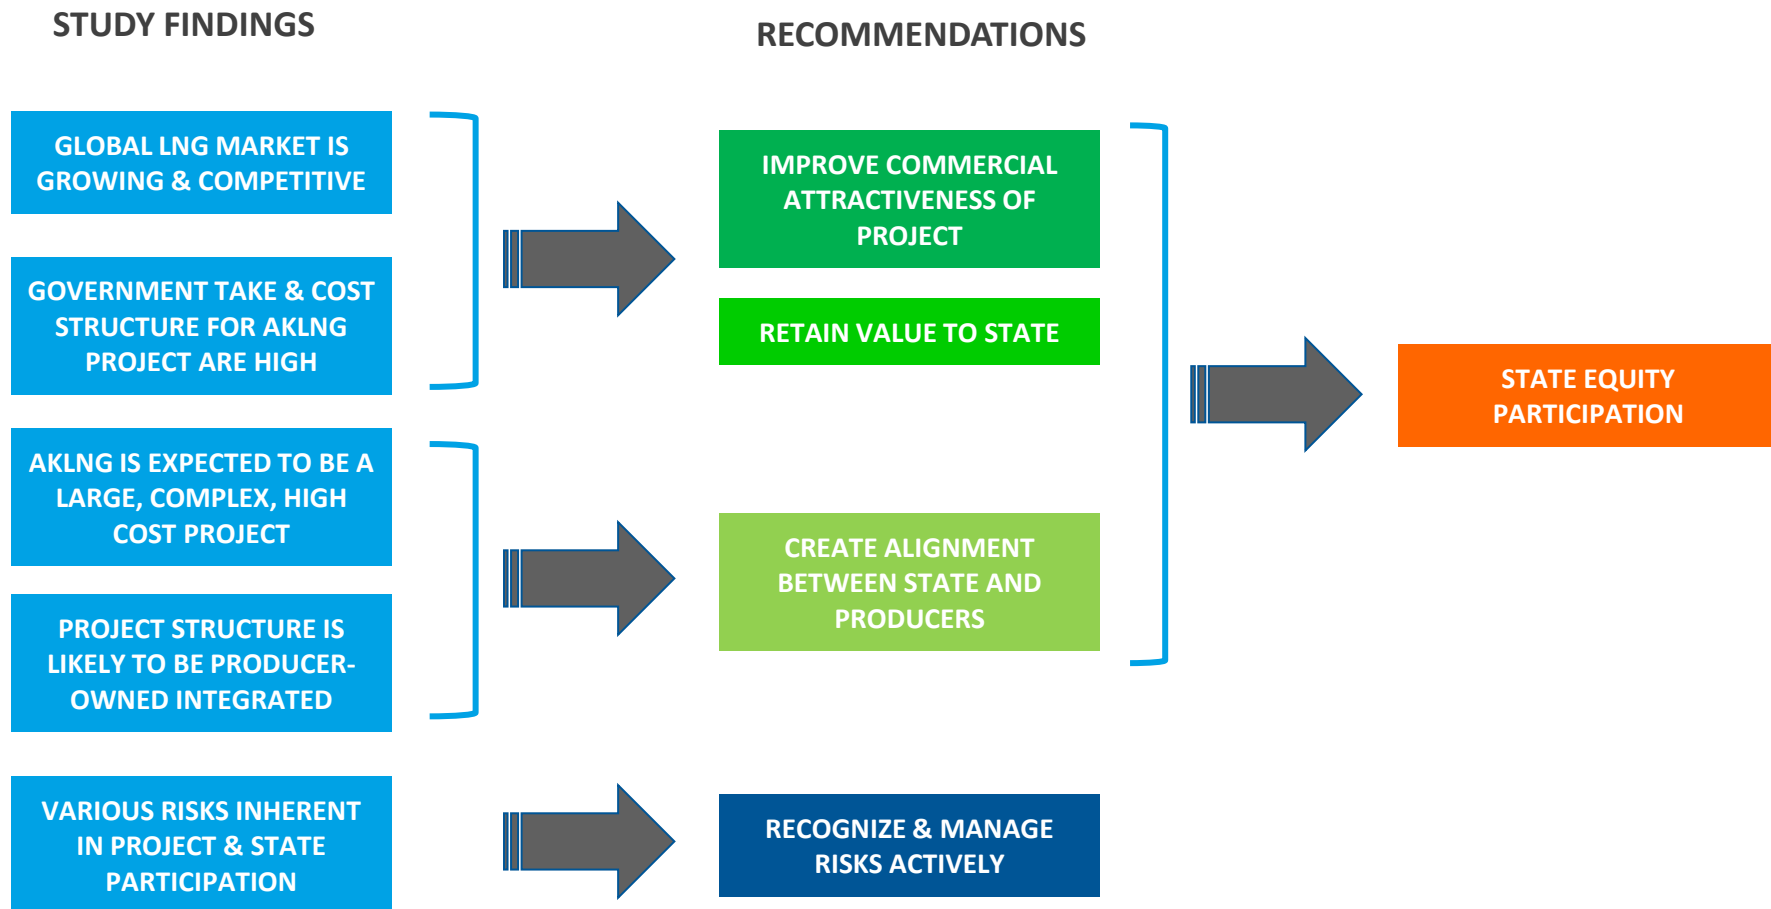 STUDY FINDINGS
RECOMMENDATIONS
GLOBAL LNG MARKET IS
GROWING & COMPETITIVE
GOVERNMENT TAKE & COST
STRUCTURE FOR AKLNG
PROJECT ARE HIGH
AKLNG IS EXPECTED TO BE A
LARGE, COMPLEX, HIGH
COST PROJECT
PROJECT STRUCTURE IS
LIKELY TO BE PRODUCER-
OWNED INTEGRATED
VARIOUS RISKS INHERENT
IN PROJECT & STATE
PARTICIPATION
IMPROVE COMMERCIAL
ATTRACTIVENESS OF
PROJECT
RETAIN VALUE TO STATE
CREATE ALIGNMENT
BETWEEN STATE AND
PRODUCERS
RECOGNIZE & MANAGE
RISKS ACTIVELY
STATE EQUITY
PARTICIPATION